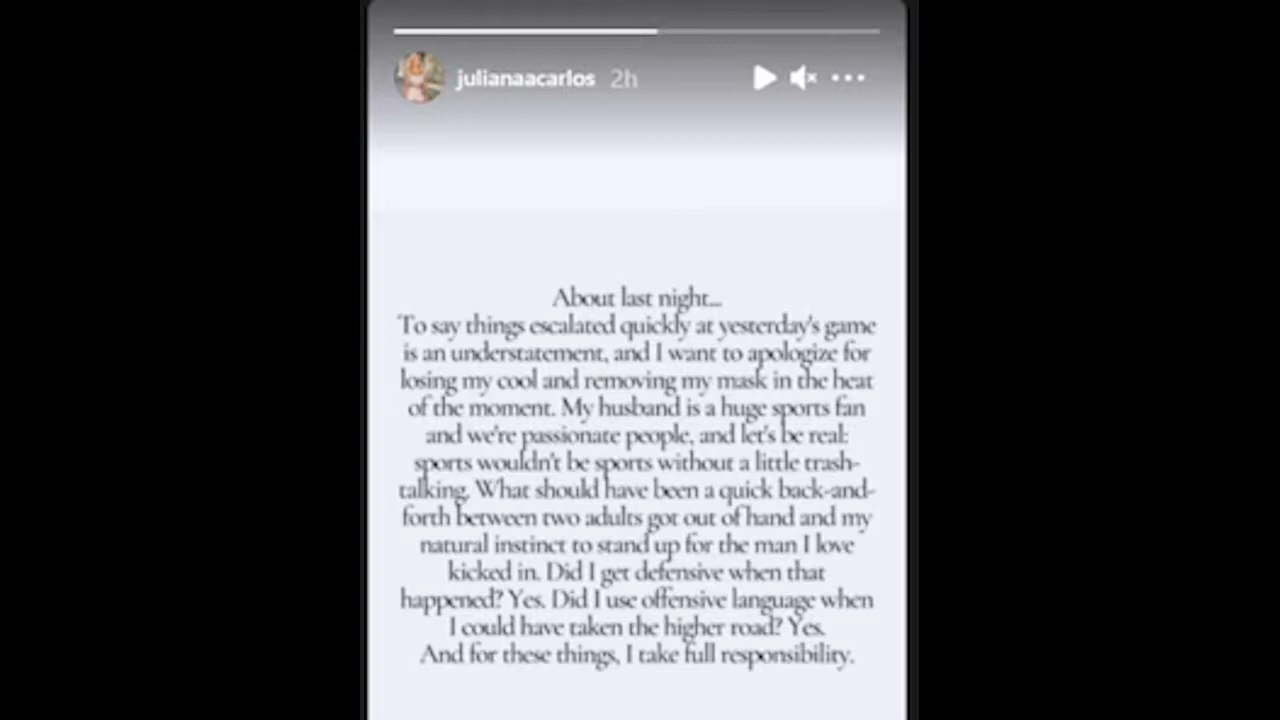 julianaacarlos 2h
About last night...
To say things escalated quickly at yesterday's game
is an understatement, and I want to apologize for
losing my cool and removing my mask in the heat
of the moment. My husband is a huge sports fan
and we're passionate people, and let's be real:
sports wouldn't be sports without a little trash-
talking. What should have been a quick back-and-
forth between two adults got out of hand and my
natural instinct to stand up for the man I love
kicked in. Did I get defensive when that
happened? Yes. Did I use offensive language when
I could have taken the higher road? Yes.
And for these things, I take full responsibility.